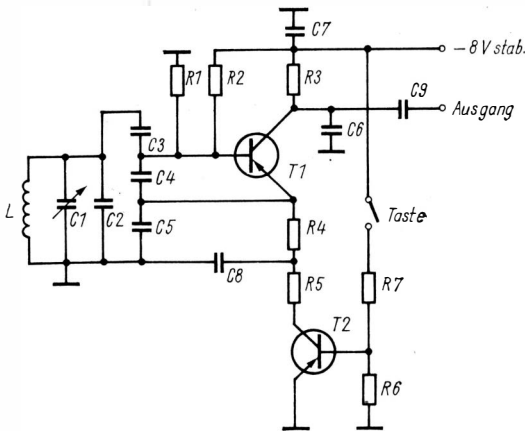 C7
-8V stab.
R1
R2
R3
C9
Ausgang
C3
C6
C4
T1
L
C1
C2
C5
R4
Taste
C8
R5
R7
T2
R6